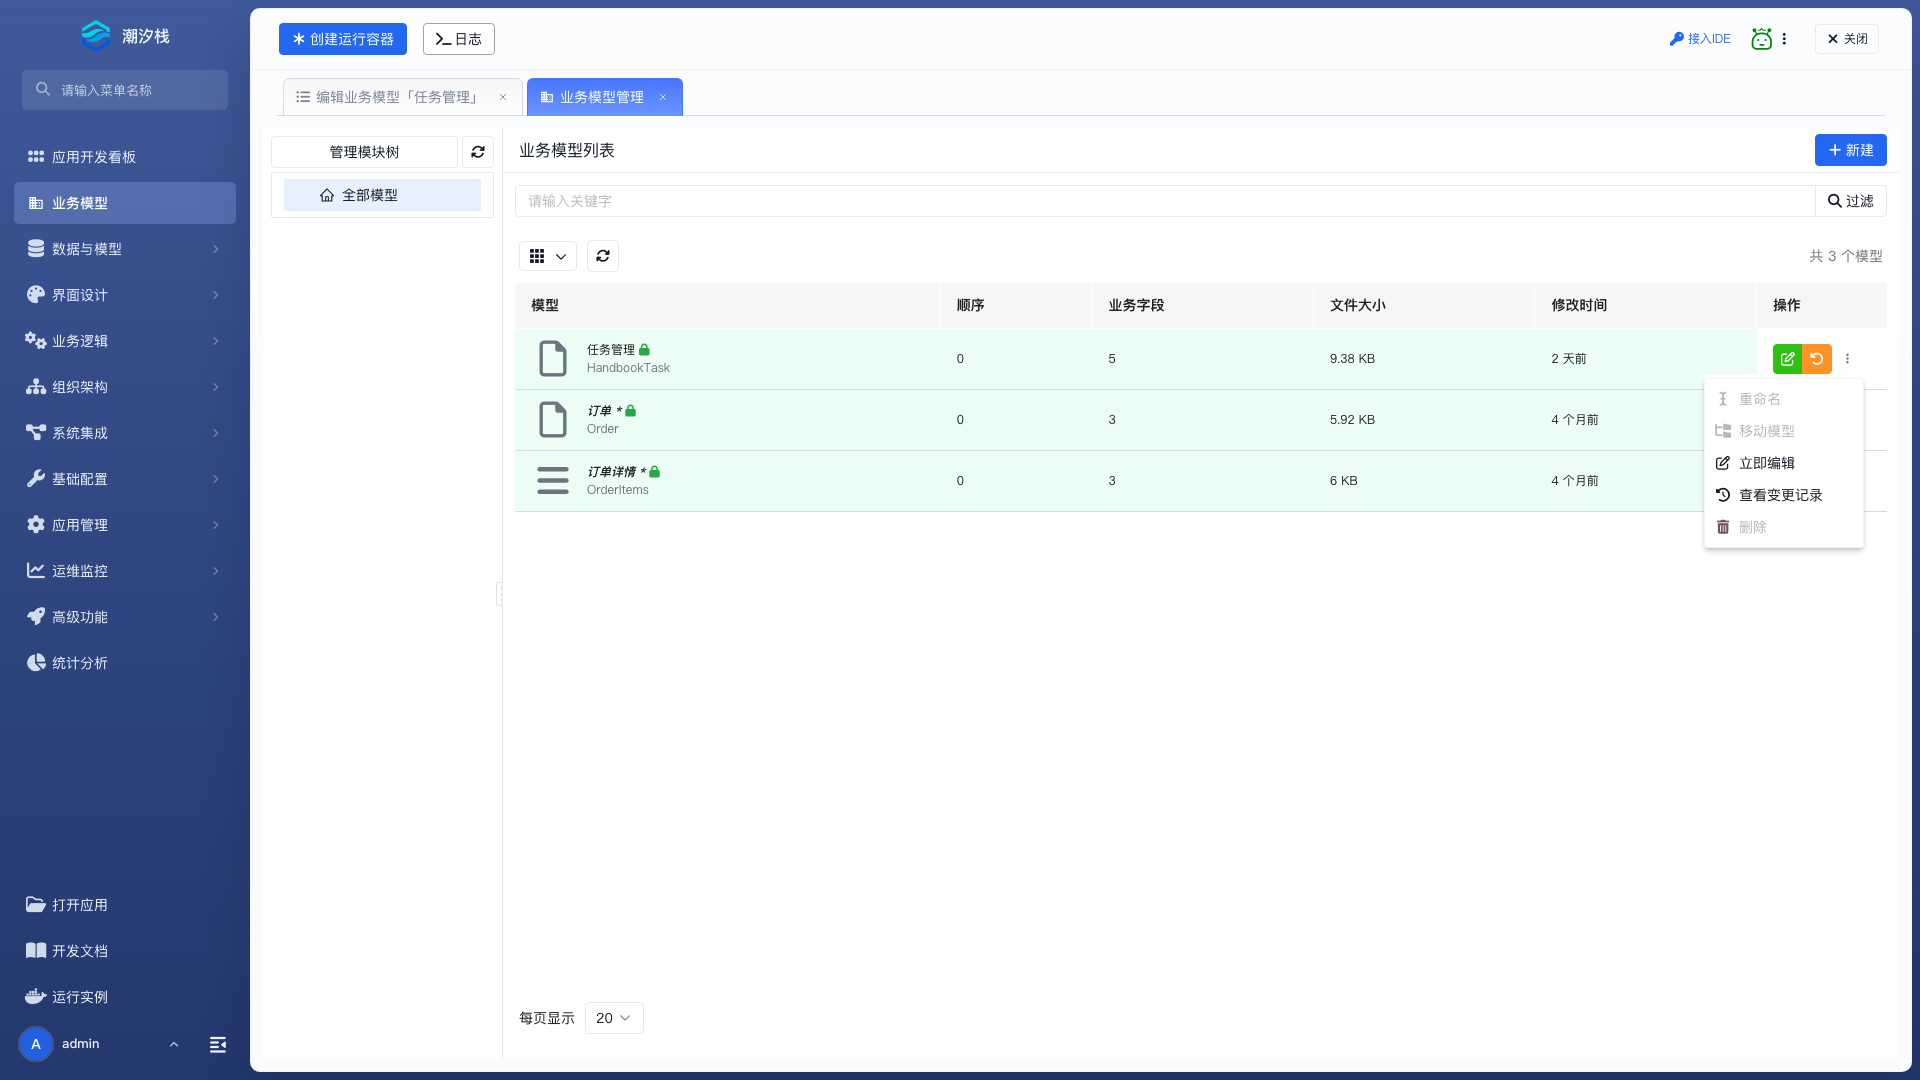 潮汐栈
请输入菜单名称
应用开发看板
业务模型
数据与模型
界面设计
业务逻辑
组织架构
系统集成
基础配置
应用管理
运维监控
高级功能
统计分析
打开应用
开发文档
运行实例
A admin
创建运行容器 日志 接入IDE 关闭
编辑业务模型「任务管理」 业务模型管理
管理模块树
全部模型
业务模型列表 新建
请输入关键字 过滤
共 3 个模型
模型 顺序 业务字段 文件大小 修改时间 操作
任务管理 0 5 9.38 KB 2 天前
HandbookTask
订单 * 0 3 5.92 KB 4 个月前
Order
订单详情 * 0 3 6 KB 4 个月前
OrderItems
重命名
移动模型
立即编辑
查看变更记录
删除
每页显示 20